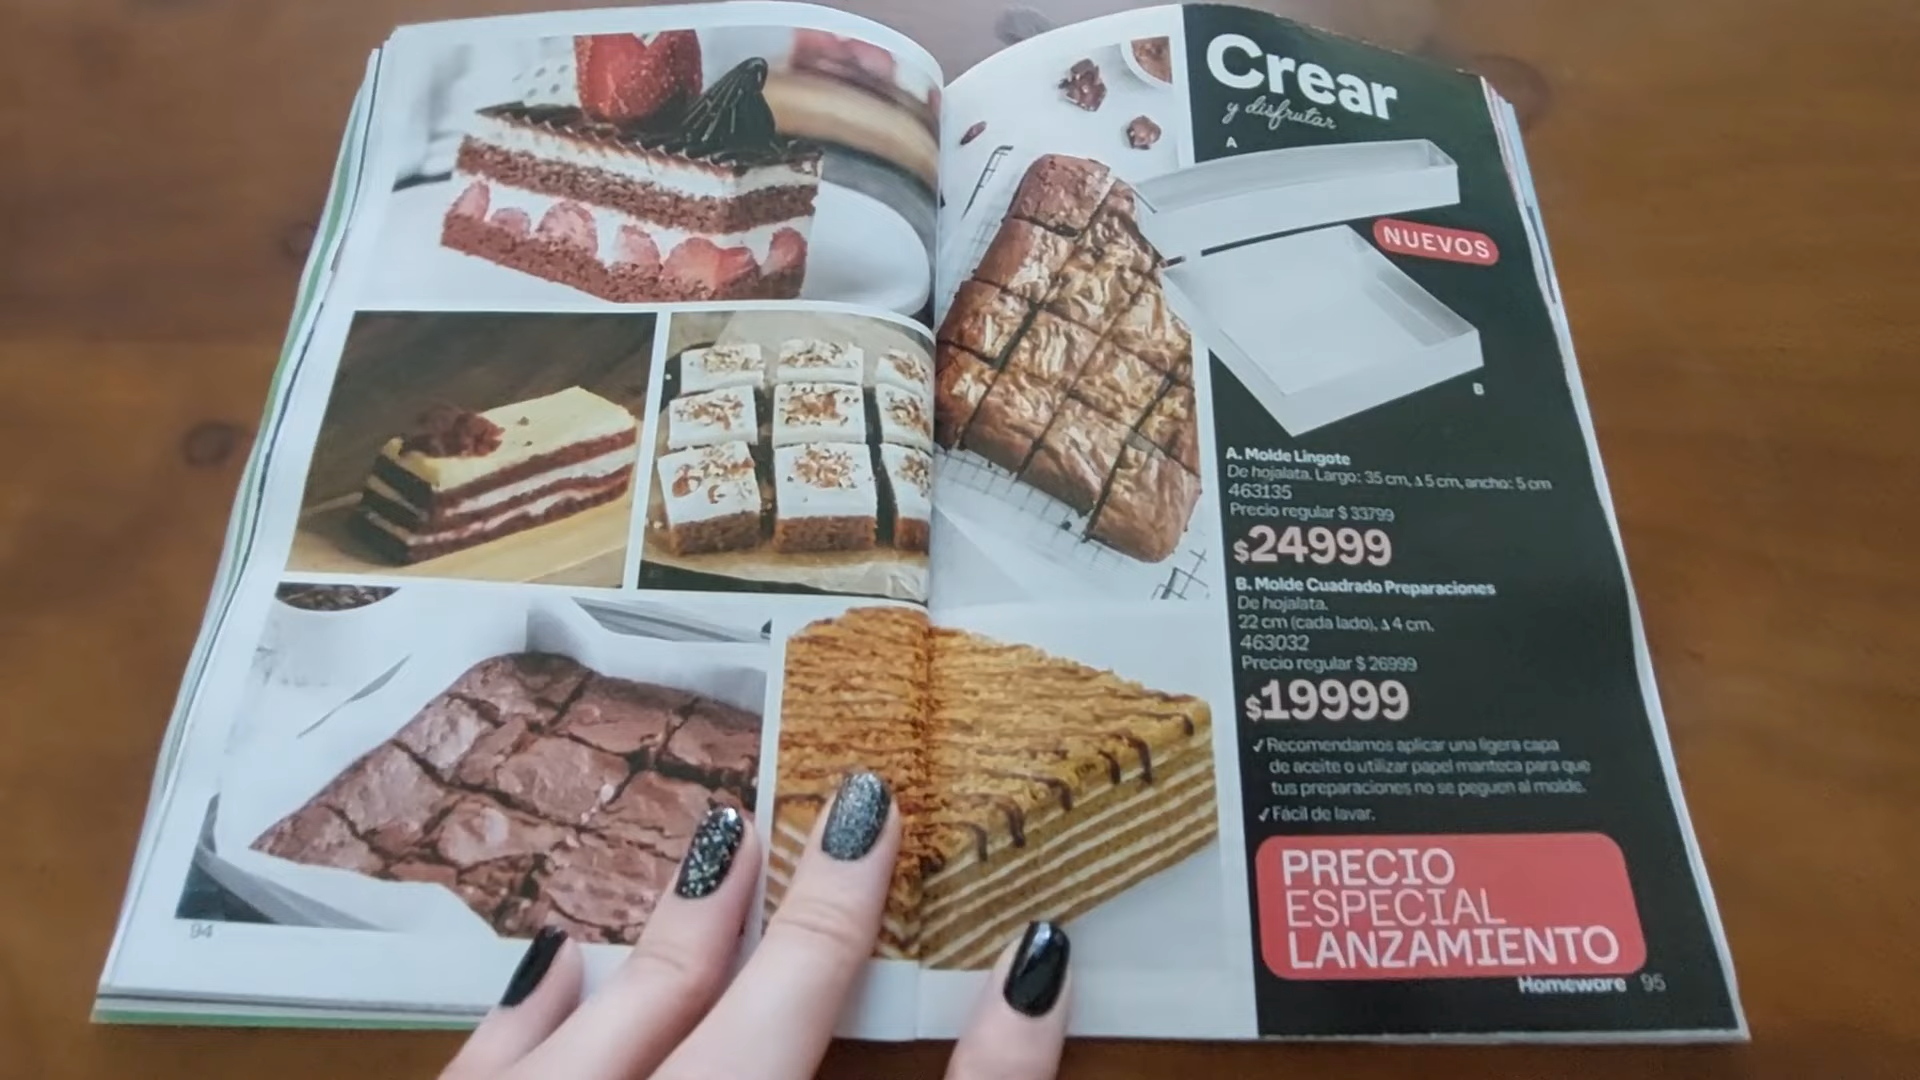 Crear
y disfrutar
A
NUEVOS
B
A. Molde Lingote
De hojalata. Largo: 35 cm, ∆ 5 cm, ancho: 5 cm
463135
Precio regular $ 33799
$24999
B. Molde Cuadrado Preparaciones
De hojalata.
22 cm (cada lado), ∆ 4 cm.
463032
Precio regular $ 26999
$19999
✓Recomendamos aplicar una ligera capa
de aceite o utilizar papel manteca para que
tus preparaciones no se peguen al molde.
✓Fácil de lavar.
PRECIO
ESPECIAL
LANZAMIENTO
94
Homeware 95